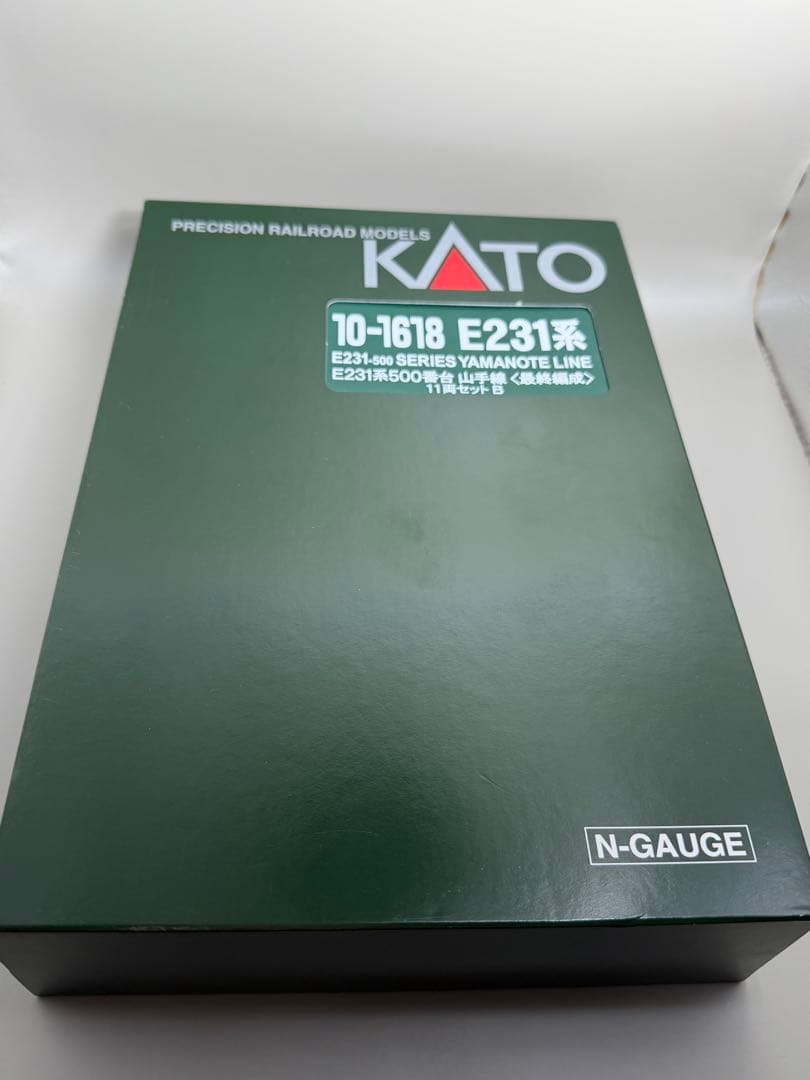 PRECISION RAILROAD MODELS
KATO
10-1618 E231系
E231-500 SERIES YAMANOTE LINE
E231系500番台 山手線〈最終編成〉
11両セット B
N-GAUGE